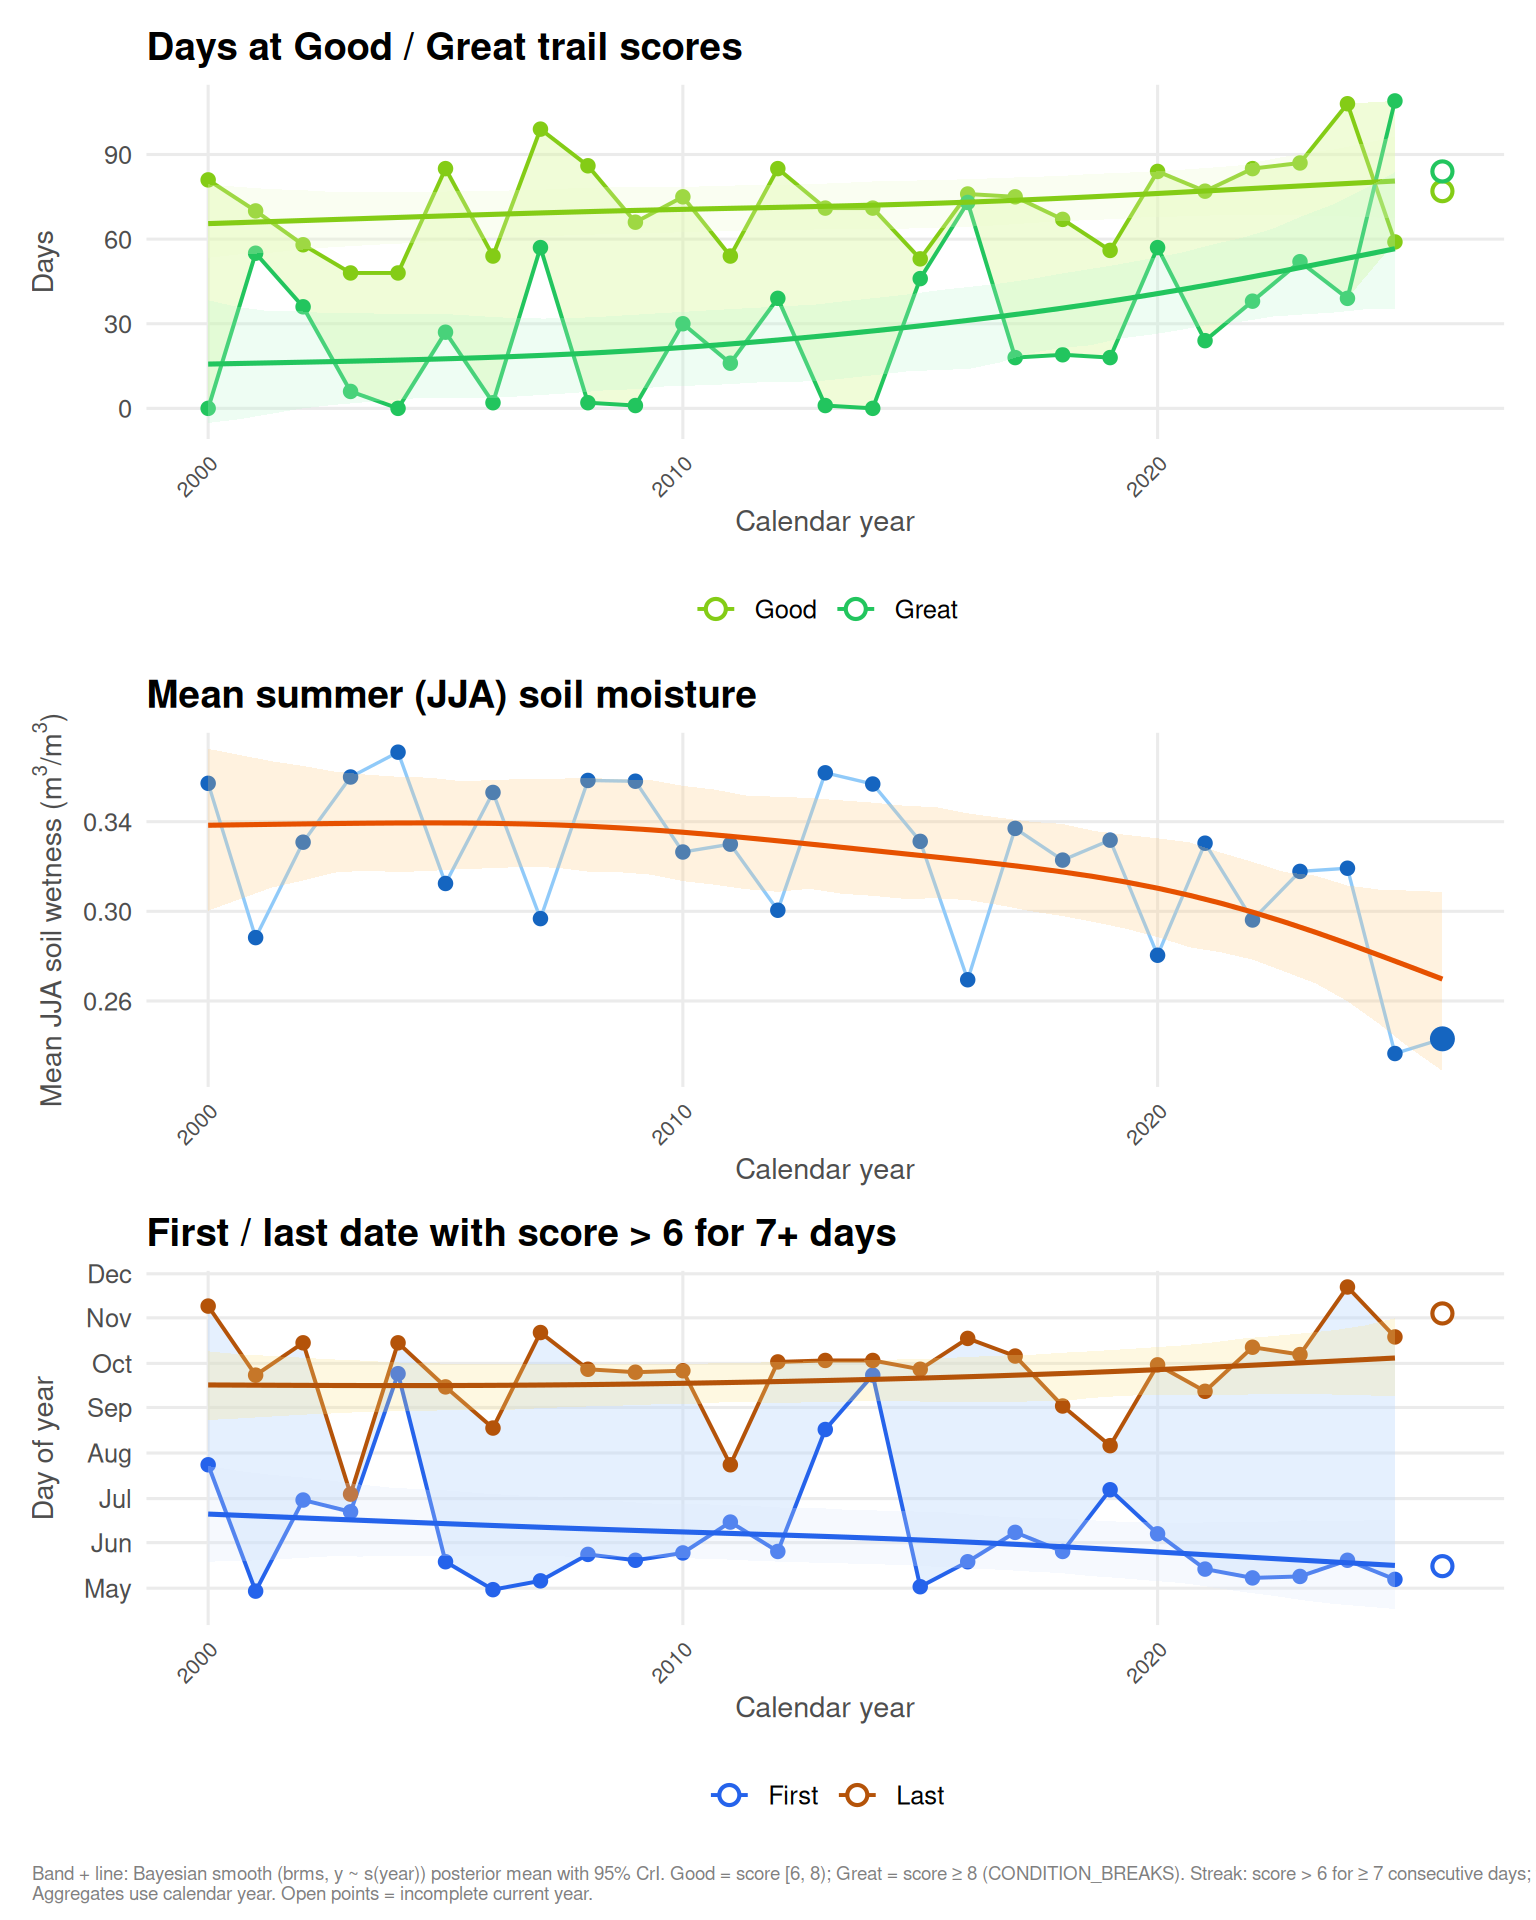 Days at Good / Great trail scores
Days
90
60
30
0
2000
2010
2020
Calendar year
Good
Great
Mean summer (JJA) soil moisture
Mean JJA soil wetness (m³/m³)
0.34
0.30
0.26
2000
2010
2020
Calendar year
First / last date with score > 6 for 7+ days
Day of year
Dec
Nov
Oct
Sep
Aug
Jul
Jun
May
2000
2010
2020
Calendar year
First
Last
Band + line: Bayesian smooth (brms, y ~ s(year)) posterior mean with 95% CrI. Good = score [6, 8); Great = score ≥ 8 (CONDITION_BREAKS). Streak: score > 6 for ≥ 7 consecutive days;
Aggregates use calendar year. Open points = incomplete current year.